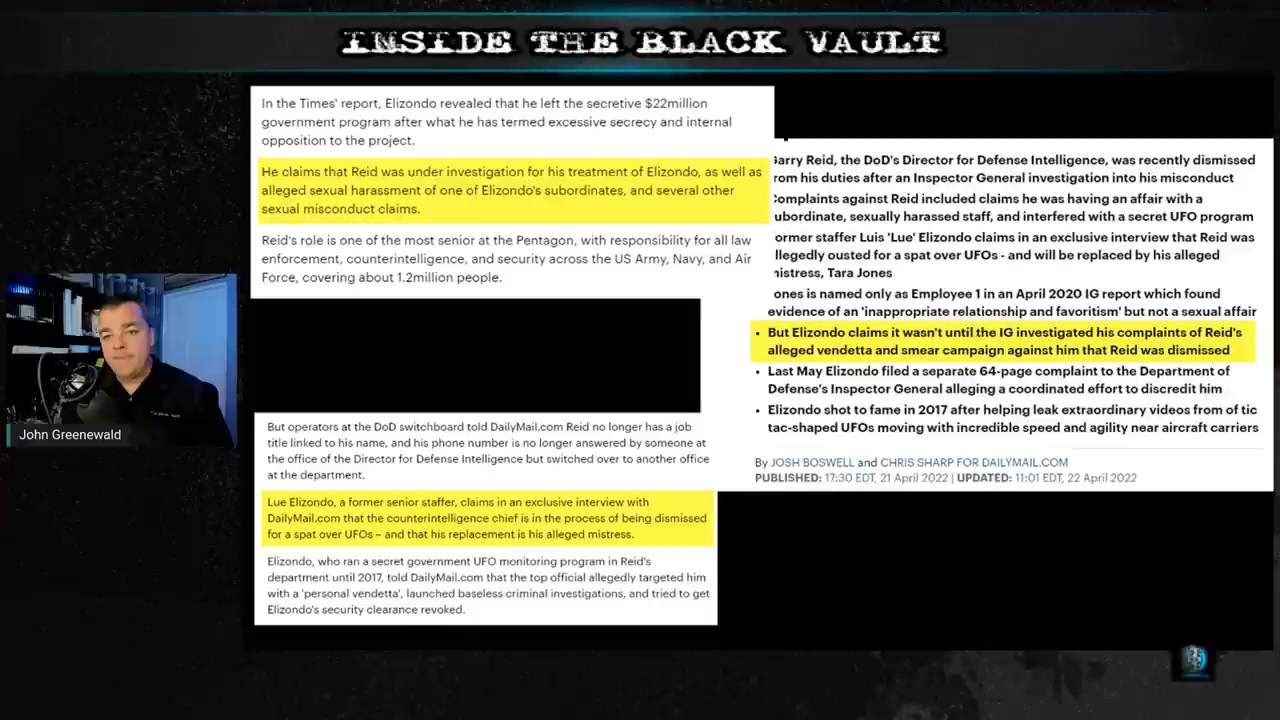 INSIDE THE BLACK VAULT
In the Times' report, Elizondo revealed that he left the secretive $22million
government program after what he has termed excessive secrecy and internal
opposition to the project.
He claims that Reid was under investigation for his treatment of Elizondo, as well as
alleged sexual harassment of one of Elizondo's subordinates, and several other
sexual misconduct claims.
Reid's role is one of the most senior at the Pentagon, with responsibility for all law
enforcement, counterintelligence, and security across the US Army, Navy, and Air
Force, covering about 1.2million people.
But operators at the DoD switchboard told DailyMail.com Reid no longer has a job
title linked to his name, and his phone number is no longer answered by someone at
the office of the Director for Defense Intelligence but switched over to another office
at the department.
Lue Elizondo, a former senior staffer, claims in an exclusive interview with
DailyMail.com that the counterintelligence chief is in the process of being dismissed
for a spat over UFOs – and that his replacement is his alleged mistress.
Elizondo, who ran a secret government UFO monitoring program in Reid's
department until 2017, told DailyMail.com that the top official allegedly targeted him
with a 'personal vendetta', launched baseless criminal investigations, and tried to get
Elizondo's security clearance revoked.
Garry Reid, the DoD's Director for Defense Intelligence, was recently dismissed
rom his duties after an Inspector General investigation into his misconduct
Complaints against Reid included claims he was having an affair with a
ubordinate, sexually harassed staff, and interfered with a secret UFO program
ormer staffer Luis 'Lue' Elizondo claims in an exclusive interview that Reid was
llegedly ousted for a spat over UFOs - and will be replaced by his alleged
mistress, Tara Jones
ones is named only as Employee 1 in an April 2020 IG report which found
evidence of an 'inappropriate relationship and favoritism' but not a sexual affair
• But Elizondo claims it wasn't until the IG investigated his complaints of Reid's
alleged vendetta and smear campaign against him that Reid was dismissed
• Last May Elizondo filed a separate 64-page complaint to the Department of
Defense's Inspector General alleging a coordinated effort to discredit him
• Elizondo shot to fame in 2017 after helping leak extraordinary videos from of tic
tac-shaped UFOs moving with incredible speed and agility near aircraft carriers
By JOSH BOSWELL and CHRIS SHARP FOR DAILYMAIL.COM
PUBLISHED: 17:30 EDT, 21 April 2022 | UPDATED: 11:01 EDT, 22 April 2022
John Greenewald